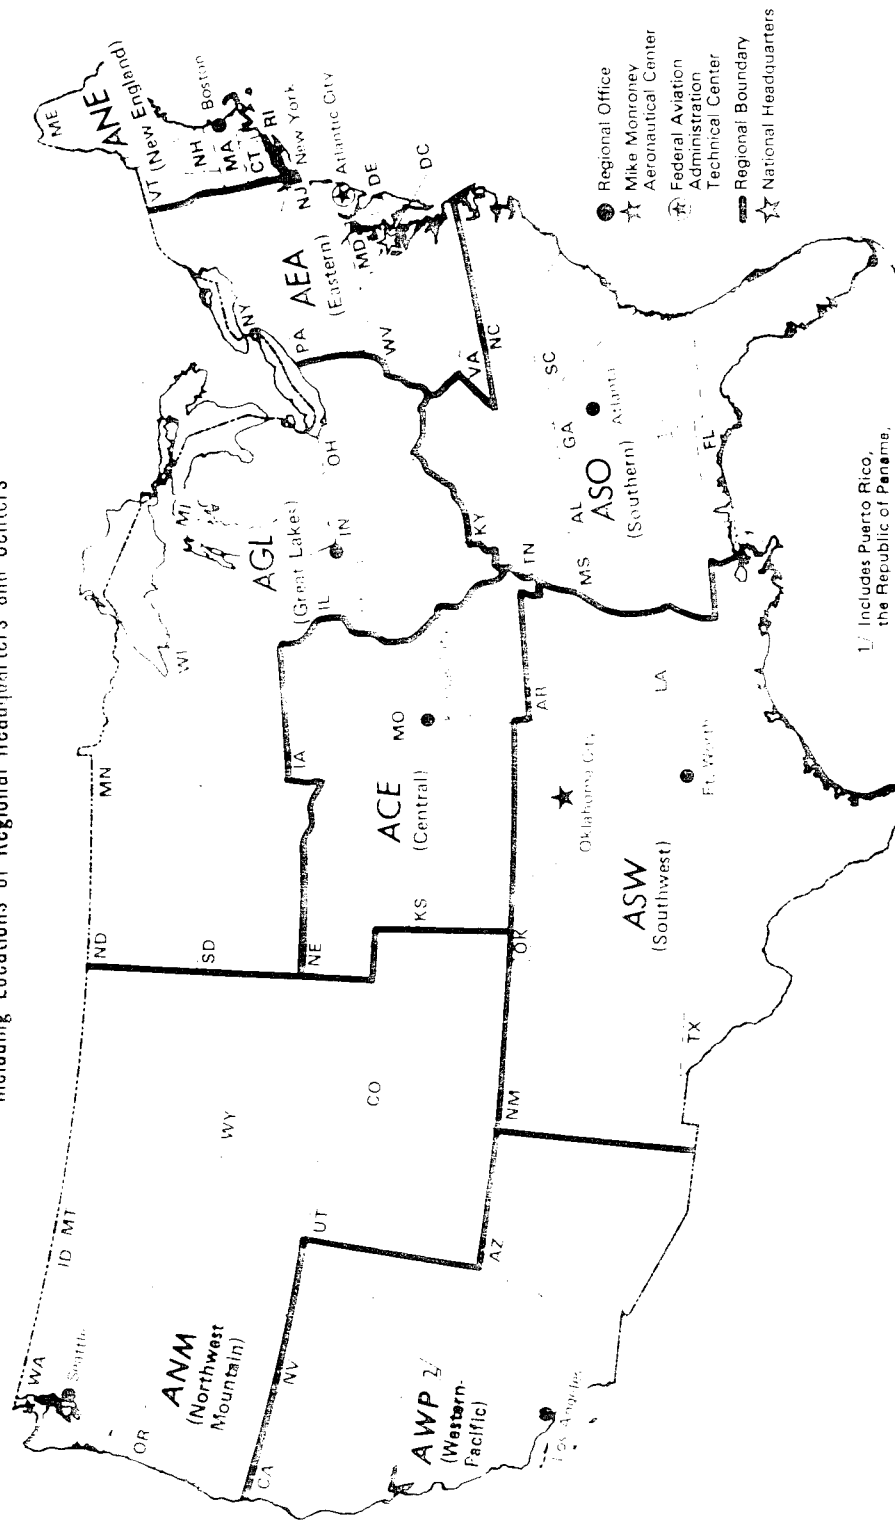 Including Locations of Regional Headquarters and Centers
WA
Seattle
ID
MT
ND
MN
OR
ANM
(Northwest
Mountain)
WY
SD
WI
MI
CA
NV
UT
CO
NE
IA
AGL
(Great Lakes)
IL
IN
OH
AWP 2/
(Western-
Pacific)
ACE
(Central)
KS
MO
AZ
NM
OK
AR
Los Angeles
Oklahoma City
ASW
(Southwest)
TX
Ft. Worth
LA
KY
TN
MS
AL
GA
SC
NC
VA
ASO
(Southern)
Atlanta
FL
PA
NY
WV
AEA
(Eastern)
MD
NJ
DE
DC
Atlantic City
New York
VT
ME
ANE
(New England)
NH
MA
CT
RI
Boston
Regional Office
Mike Monroney
Aeronautical Center
Federal Aviation
Administration
Technical Center
Regional Boundary
National Headquarters
1/ Includes Puerto Rico,
the Republic of Paname,